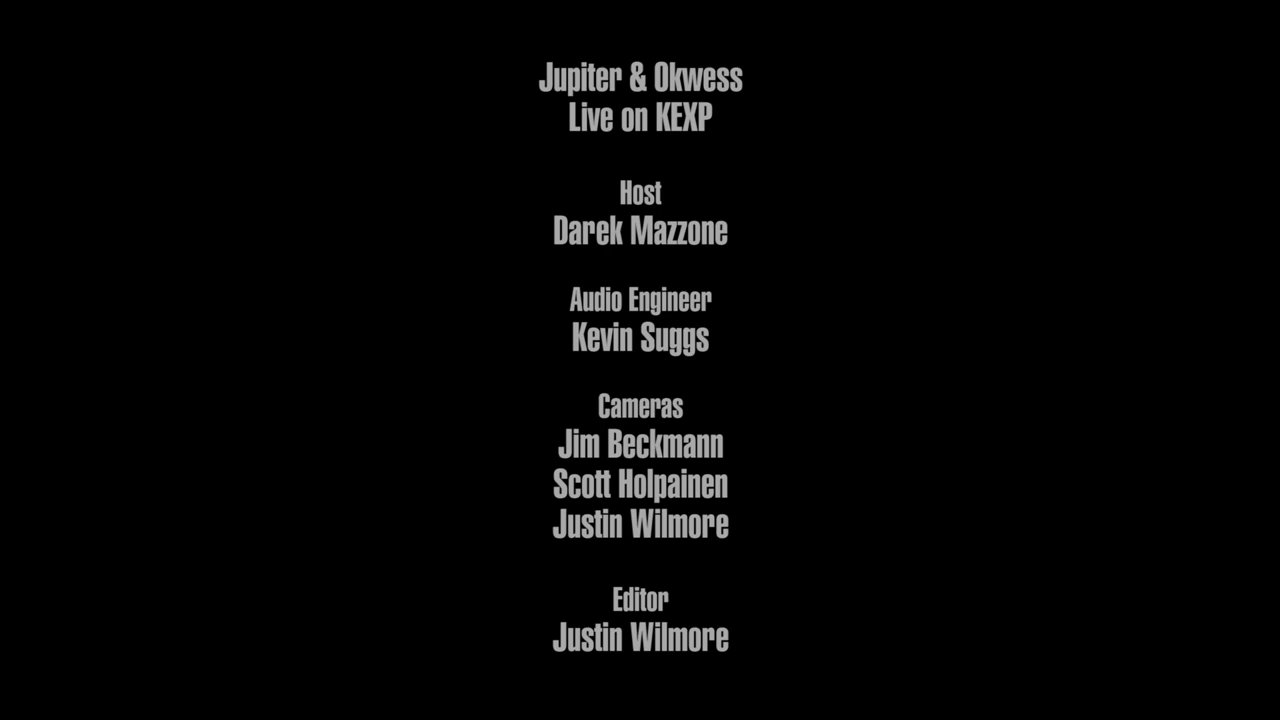 Jupiter & Okwess
Live on KEXP
Host
Darek Mazzone
Audio Engineer
Kevin Suggs
Cameras
Jim Beckmann
Scott Holpainen
Justin Wilmore
Editor
Justin Wilmore